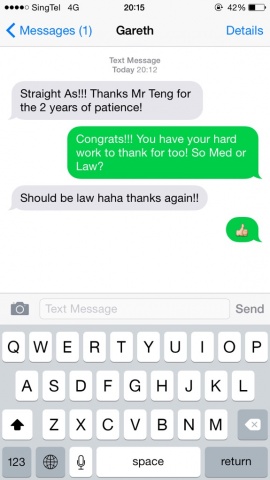 SingTel 4G 20:15 42%
Messages (1) Gareth Details
Text Message
Today 20:12
Straight As!!! Thanks Mr Teng for
the 2 years of patience!
Congrats!!! You have your hard
work to thank for too! So Med or
Law?
Should be law haha thanks again!!
👍
Text Message Send
Q W E R T Y U I O P
A S D F G H J K L
Z X C V B N M
123 space return